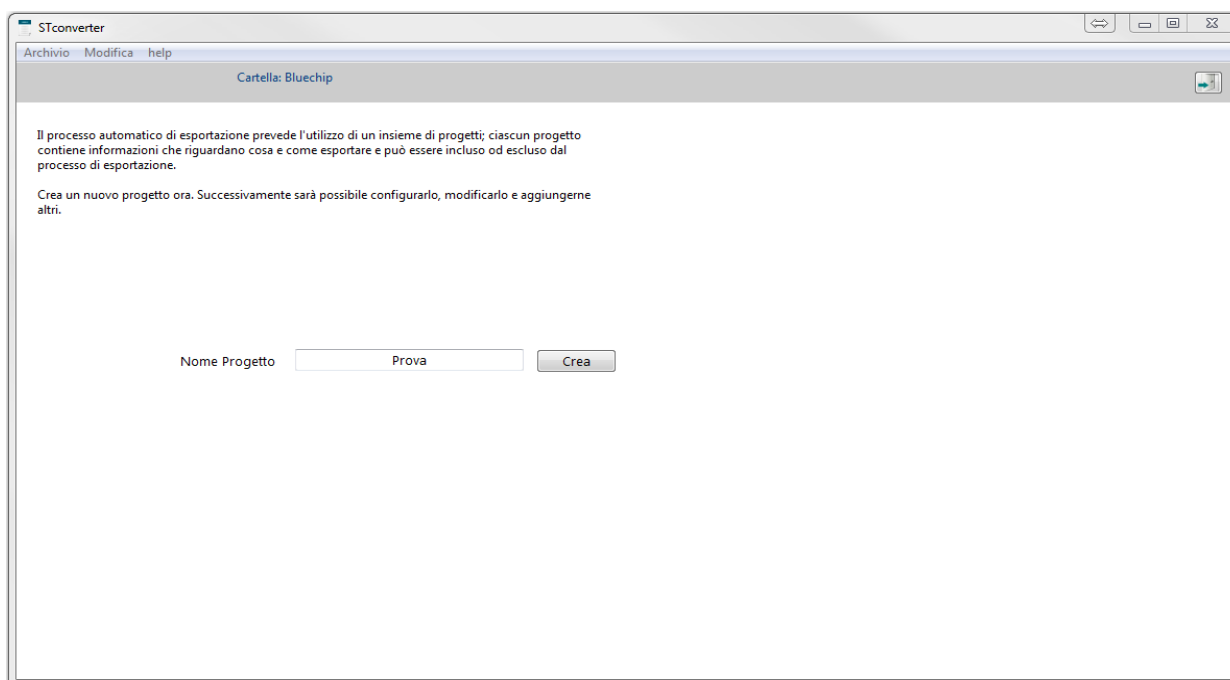 STconverter
Archivio Modifica help
Cartella: Bluechip
Il processo automatico di esportazione prevede l'utilizzo di un insieme di progetti; ciascun progetto
contiene informazioni che riguardano cosa e come esportare e può essere incluso od escluso dal
processo di esportazione.
Crea un nuovo progetto ora. Successivamente sarà possibile configurarlo, modificarlo e aggiungerne
altri.
Nome Progetto Prova Crea